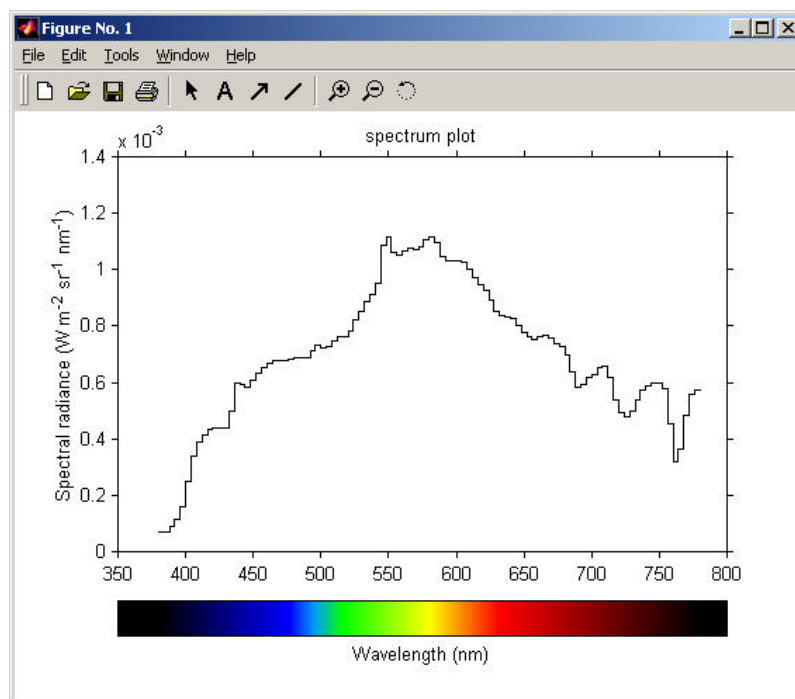 Figure No. 1
File Edit Tools Window Help
A
x 10-3
spectrum plot
1.4
1.2
1
0.8
0.6
0.4
0.2
0
Spectral radiance (W m-2 sr-1 nm-1)
350 400 450 500 550 600 650 700 750 800
Wavelength (nm)